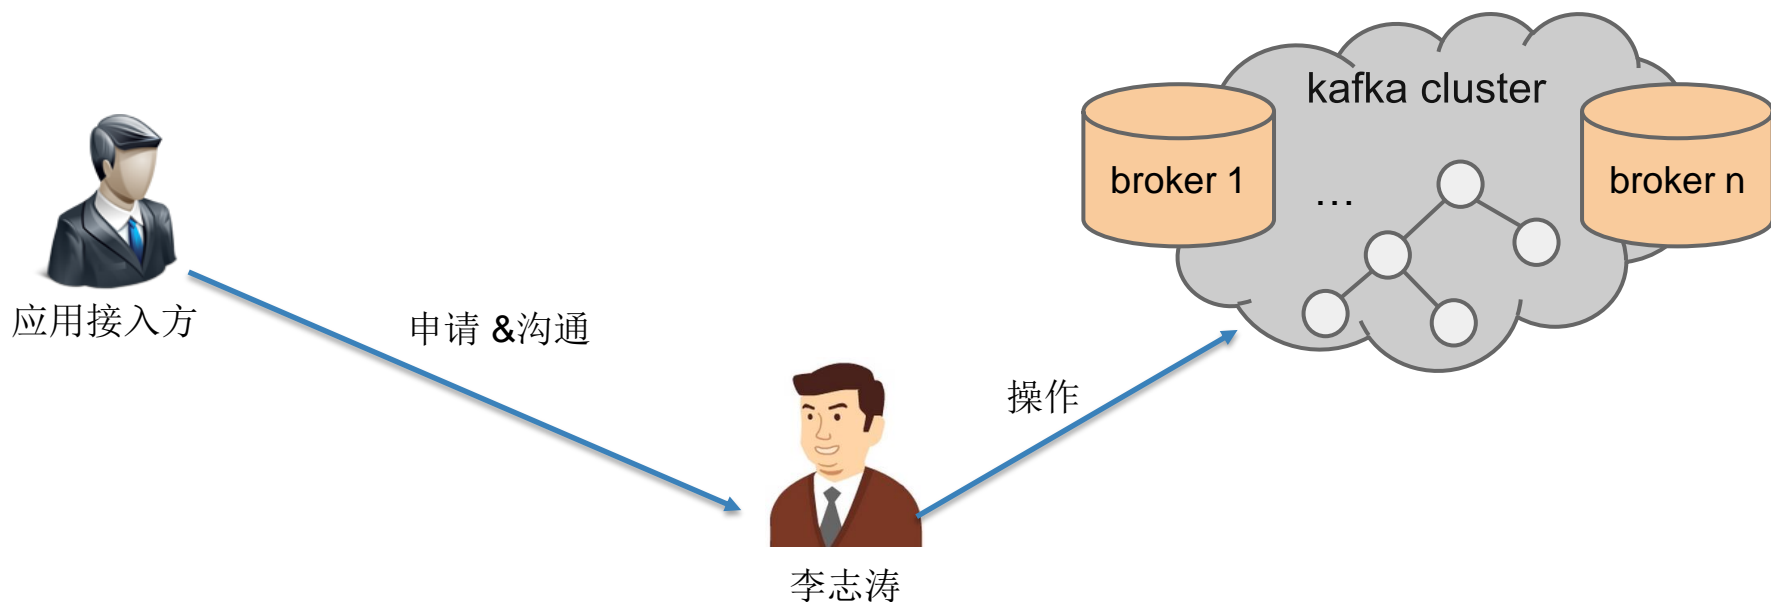 kafka cluster
broker 1
...
broker n
应用接入方
申请 &沟通
操作
李志涛